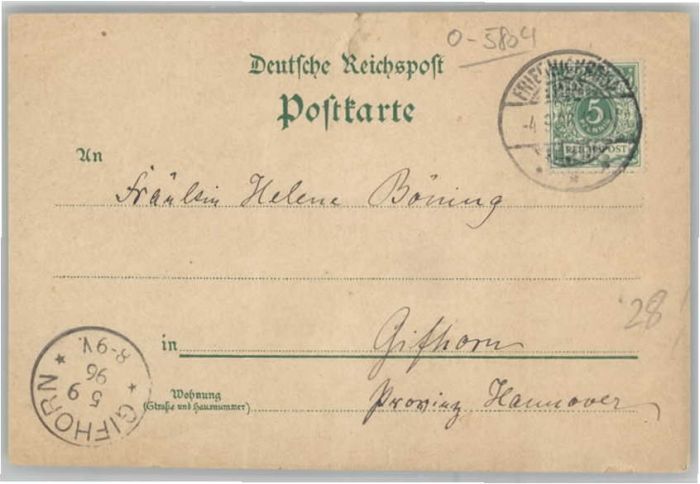 O-5804
Deutsche Reichspost
Postkarte
5
REICHSPOST
An
Fräulein Helene Böning
'28
in Gifhorn
Wohnung
(Straße und Hausnummer)
Provinz Hannover
GIFHORN
5 9
96
8-9V.